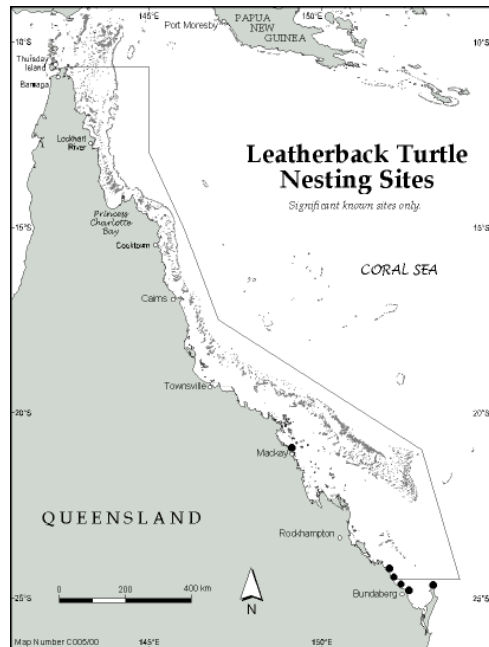 145°E
150°E
Port Moresby
PAPUA
NEW
GUINEA
10°S
10°S
Thursday
Island
Bamaga
Lockhart
River
Leatherback Turtle
Nesting Sites
Significant known sites only.
Princess
Charlotte
Bay
15°S
15°S
Cooktown
CORAL SEA
Cairns
Townsville
20°S
20°S
Mackay
QUEENSLAND
Rockhampton
0 200 400 km
N
Bundaberg
25°S
25°S
Map Number C005/00
145°E
150°E